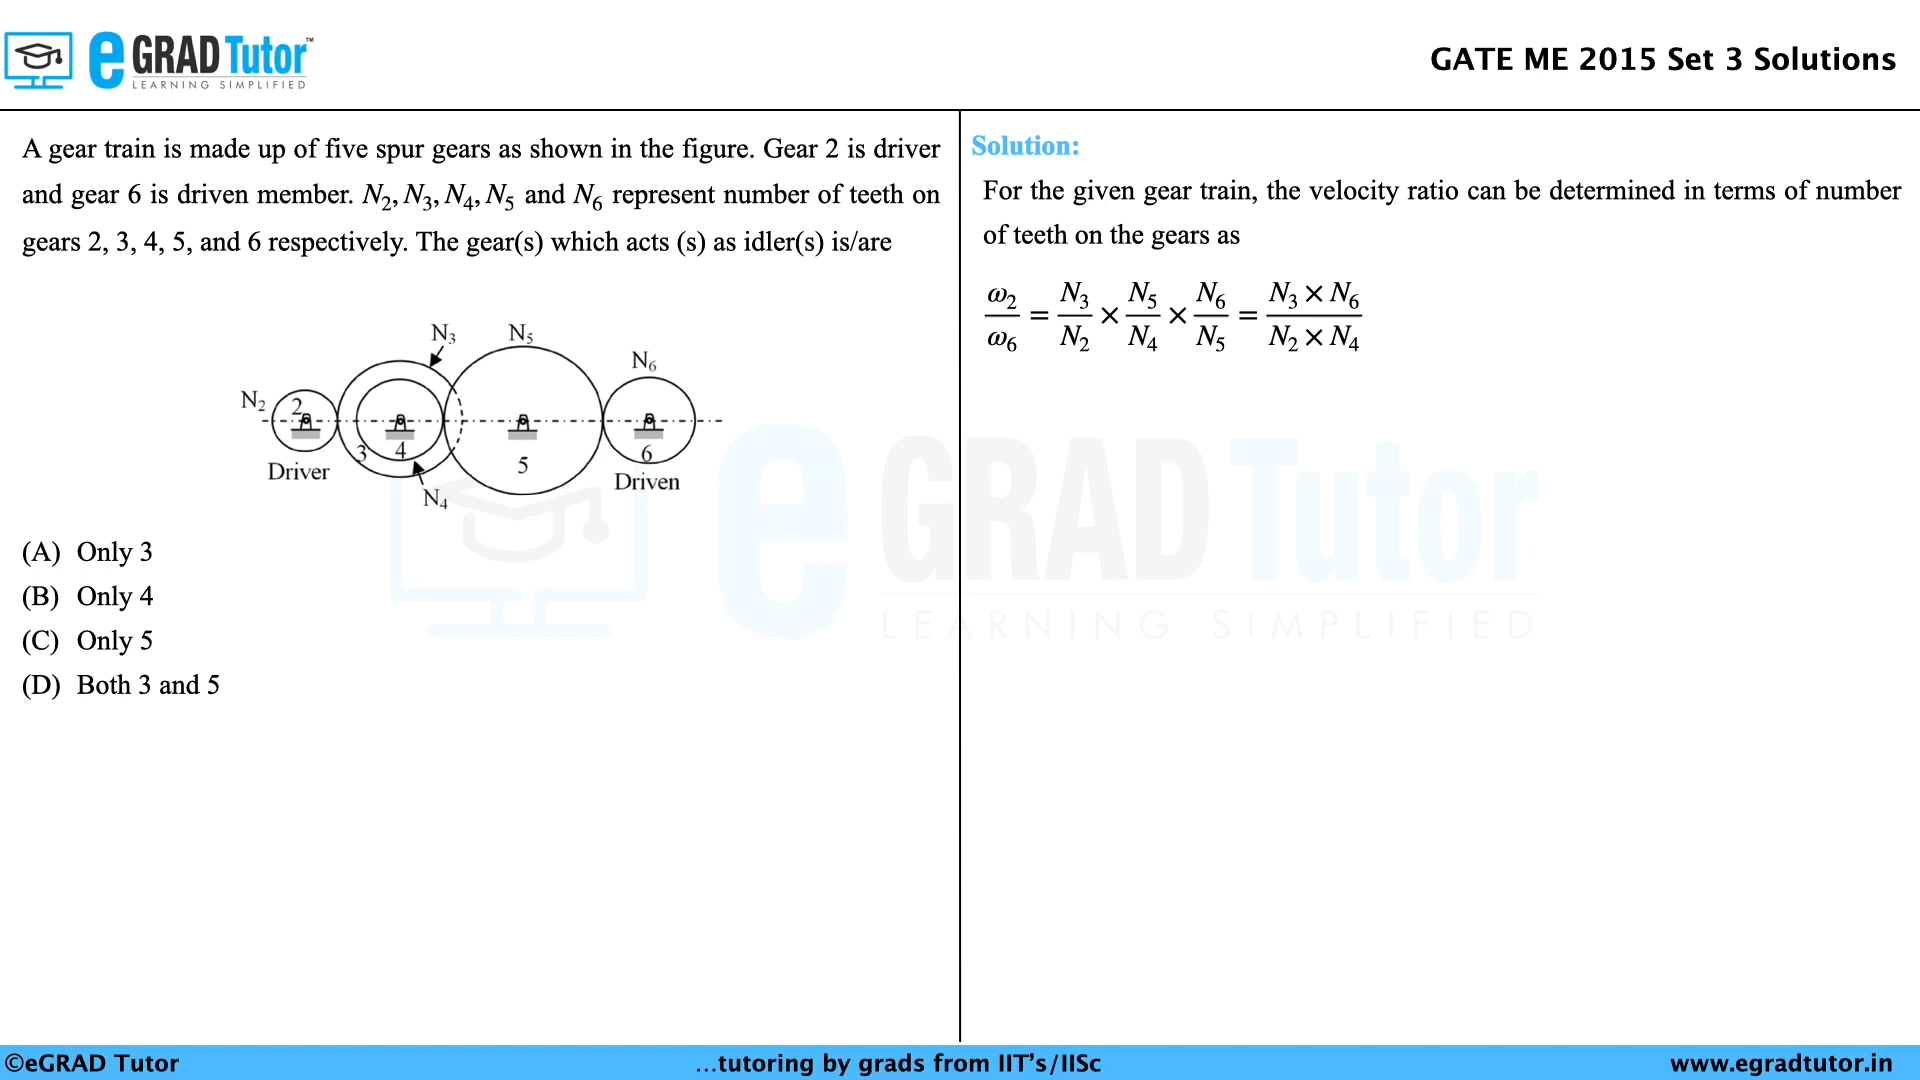 e GRAD Tutor™
LEARNING SIMPLIFIED
GATE ME 2015 Set 3 Solutions
A gear train is made up of five spur gears as shown in the figure. Gear 2 is driver
and gear 6 is driven member. N₂, N₃, N₄, N₅ and N₆ represent number of teeth on
gears 2, 3, 4, 5, and 6 respectively. The gear(s) which acts (s) as idler(s) is/are
N₃ N₅
N₆
N₂ 2
3 4 5 6
Driver Driven
N₄
(A) Only 3
(B) Only 4
(C) Only 5
(D) Both 3 and 5
Solution:
For the given gear train, the velocity ratio can be determined in terms of number
of teeth on the gears as
ω₂/ω₆ = N₃/N₂ × N₅/N₄ × N₆/N₅ = N₃ × N₆/N₂ × N₄
e GRAD Tutor
LEARNING SIMPLIFIED
©eGRAD Tutor
...tutoring by grads from IIT's/IISc
www.egradtutor.in